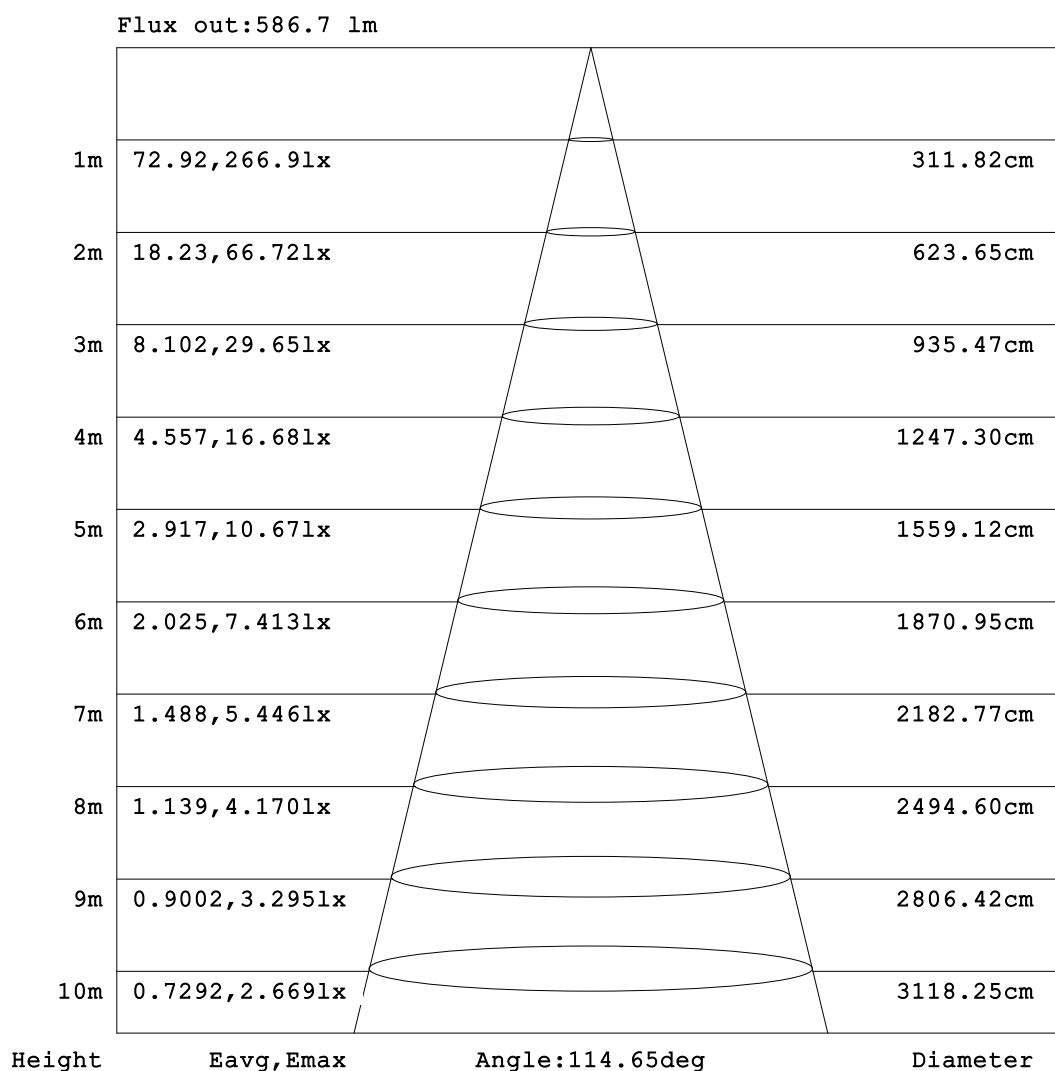 Flux out:586.7 lm
1m 72.92,266.9lx 311.82cm
2m 18.23,66.72lx 623.65cm
3m 8.102,29.65lx 935.47cm
4m 4.557,16.68lx 1247.30cm
5m 2.917,10.67lx 1559.12cm
6m 2.025,7.413lx 1870.95cm
7m 1.488,5.446lx 2182.77cm
8m 1.139,4.170lx 2494.60cm
9m 0.9002,3.295lx 2806.42cm
10m 0.7292,2.669lx 3118.25cm
Height Eavg,Emax Angle:114.65deg Diameter